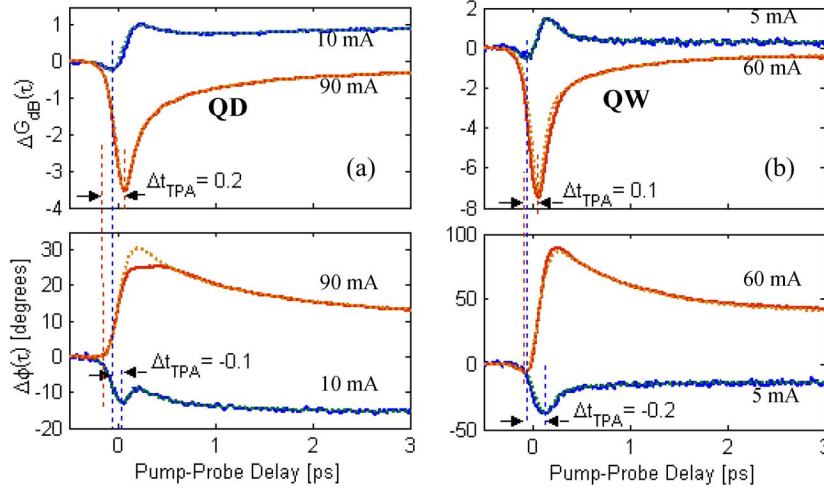 (a)
10 mA
90 mA
QD
Δt_TPA = 0.2
ΔG_dB(τ)
1
0
-1
-2
-3
-4
(b)
5 mA
60 mA
QW
Δt_TPA = 0.1
2
0
-2
-4
-6
-8
90 mA
Δt_TPA = -0.1
10 mA
Δϕ(τ) [degrees]
30
20
10
0
-10
-20
0 1 2 3
Pump-Probe Delay [ps]
60 mA
Δt_TPA = -0.2
5 mA
100
50
0
-50
0 1 2 3
Pump-Probe Delay [ps]